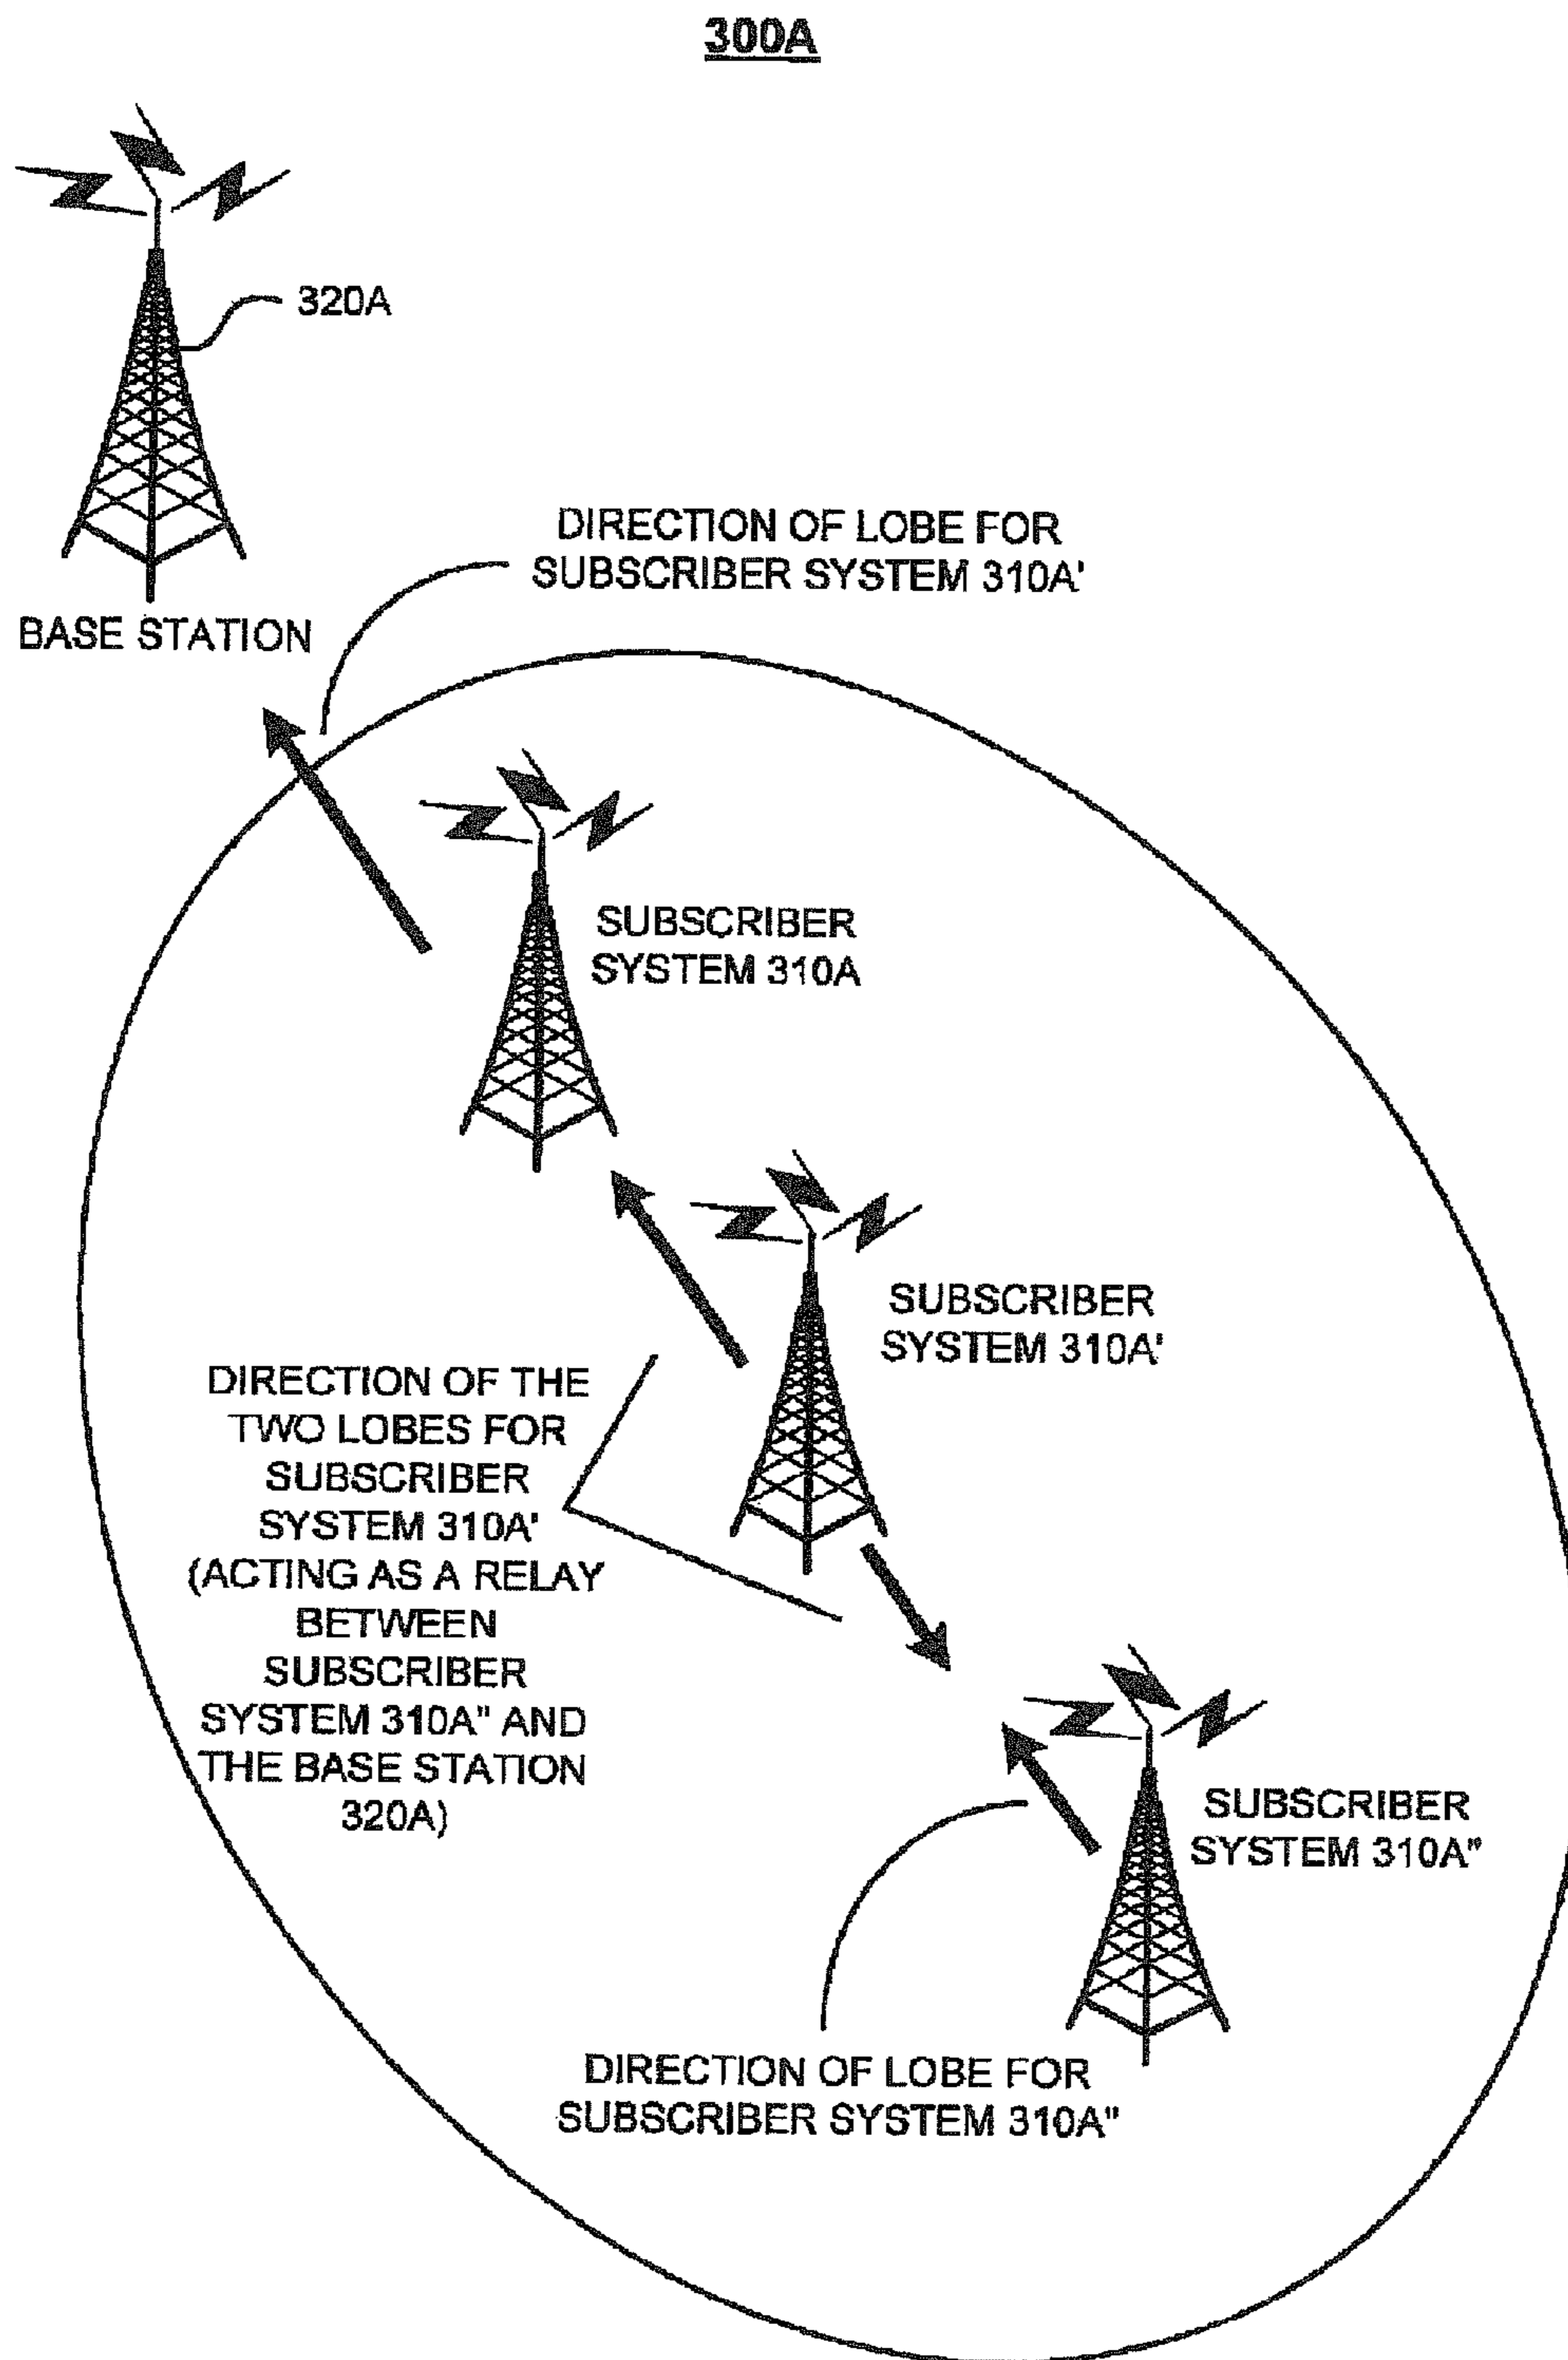 300A
320A
BASE STATION
DIRECTION OF LOBE FOR
SUBSCRIBER SYSTEM 310A'
SUBSCRIBER
SYSTEM 310A
SUBSCRIBER
SYSTEM 310A'
DIRECTION OF THE
TWO LOBES FOR
SUBSCRIBER
SYSTEM 310A'
(ACTING AS A RELAY
BETWEEN
SUBSCRIBER
SYSTEM 310A" AND
THE BASE STATION
320A)
SUBSCRIBER
SYSTEM 310A"
DIRECTION OF LOBE FOR
SUBSCRIBER SYSTEM 310A"